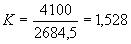 K = 4100 / 2684,5 = 1,528